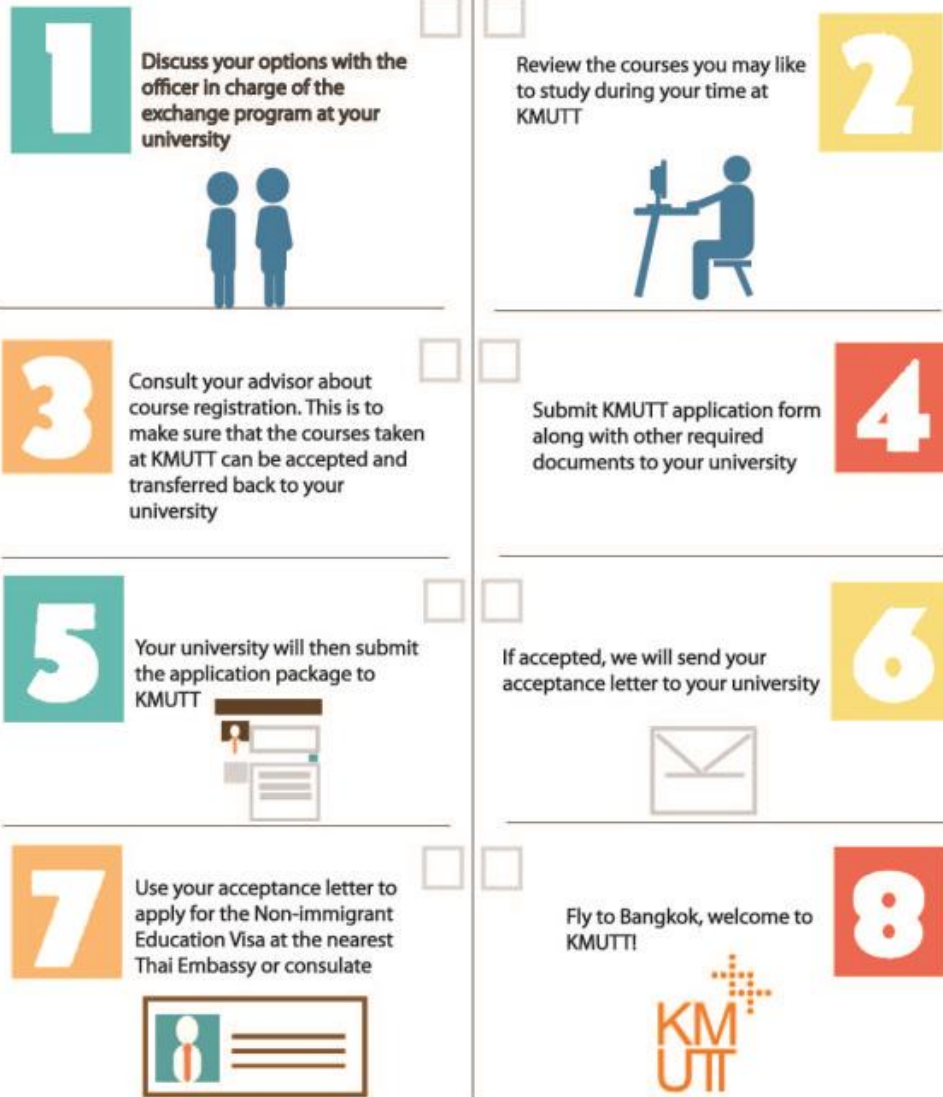 1
Discuss your options with the
officer in charge of the
exchange program at your
university
2
Review the courses you may like
to study during your time at
KMUTT
3
Consult your advisor about
course registration. This is to
make sure that the courses taken
at KMUTT can be accepted and
transferred back to your
university
4
Submit KMUTT application form
along with other required
documents to your university
5
Your university will then submit
the application package to
KMUTT
6
If accepted, we will send your
acceptance letter to your university
7
Use your acceptance letter to
apply for the Non-immigrant
Education Visa at the nearest
Thai Embassy or consulate
8
Fly to Bangkok, welcome to
KMUTT!
KM
UTT